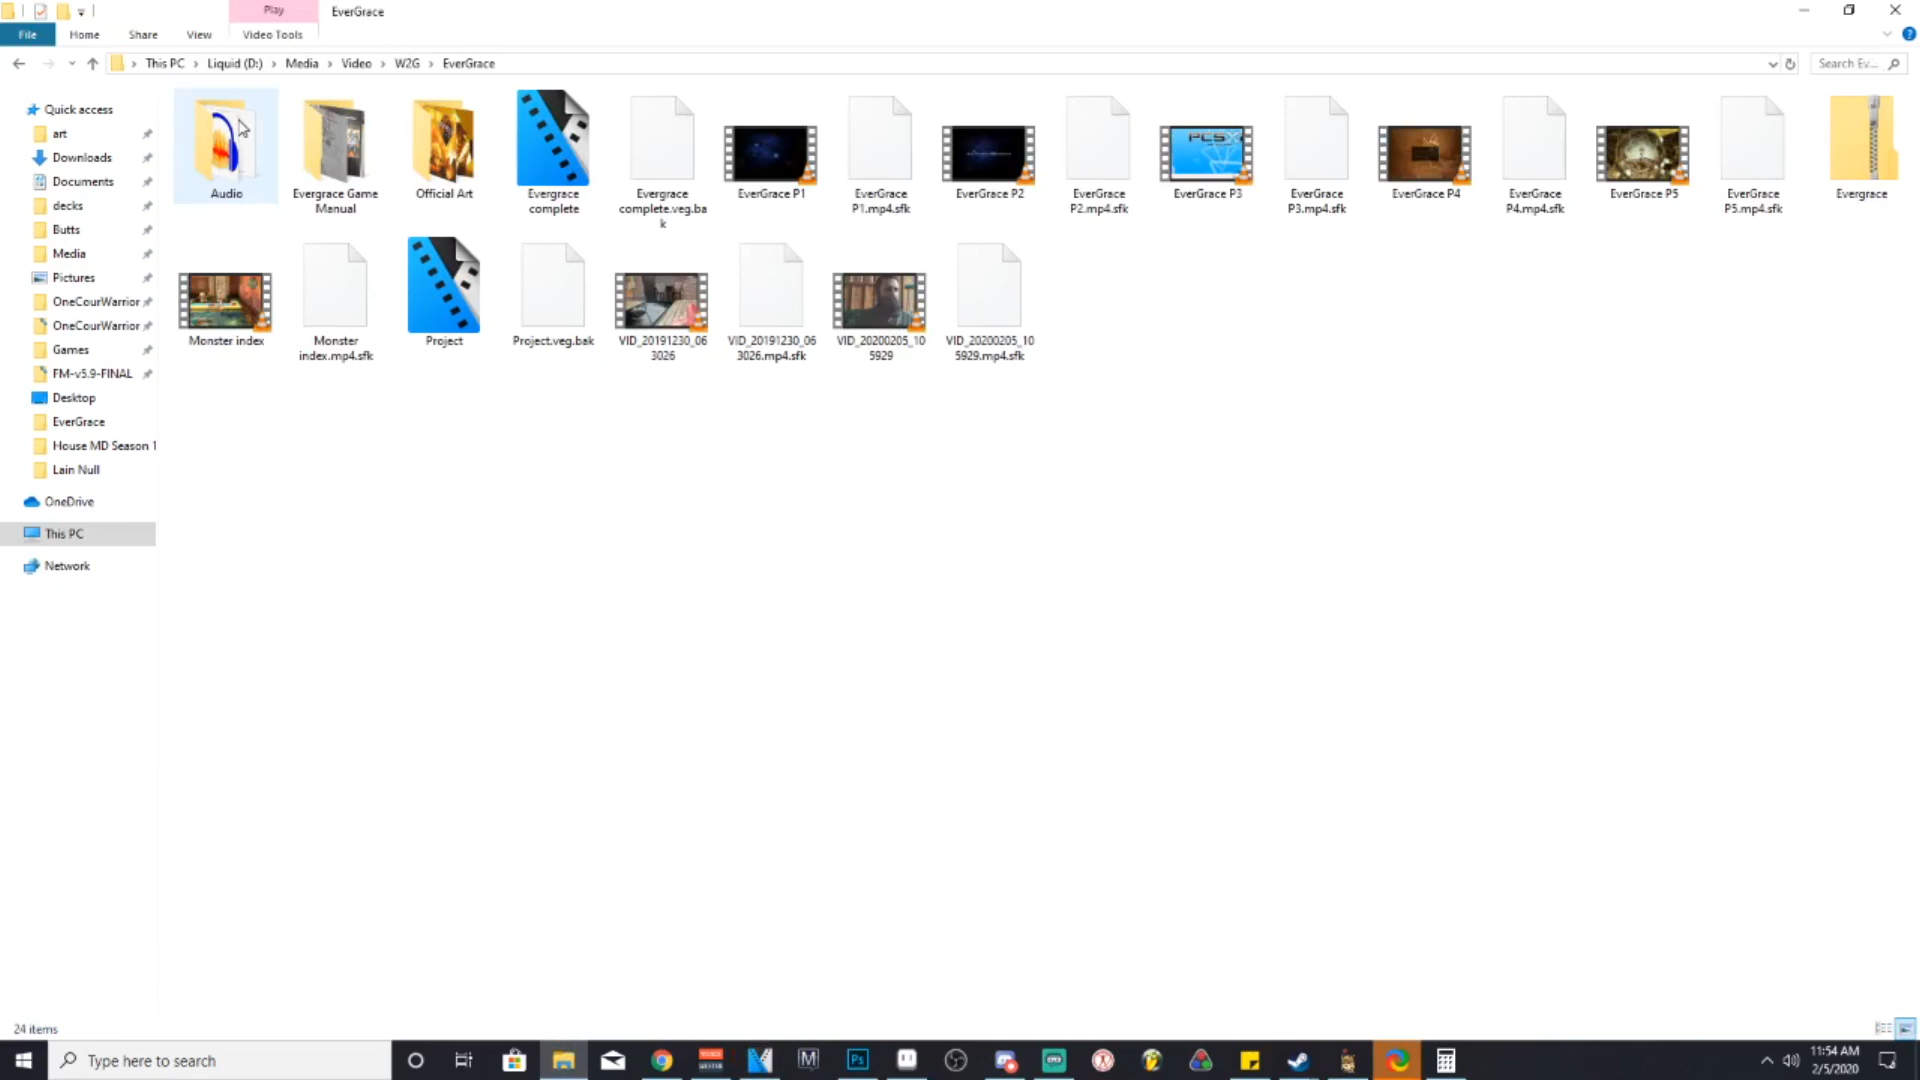 Play
EverGrace
File
Home
Share
View
Video Tools
This PC
Liquid (D:)
Media
Video
W2G
EverGrace
Search Ev...
Quick access
art
Downloads
Documents
decks
Butts
Media
Pictures
OneCourWarrior
OneCourWarrior
Games
FM-v5.9-FINAL
Desktop
EverGrace
House MD Season 1
Lain Null
OneDrive
This PC
Network
Audio
Evergrace Game
Manual
Official Art
Evergrace
complete
Evergrace
complete.veg.ba
k
EverGrace P1
EverGrace
P1.mp4.sfk
EverGrace P2
EverGrace
P2.mp4.sfk
EverGrace P3
EverGrace
P3.mp4.sfk
EverGrace P4
EverGrace
P4.mp4.sfk
EverGrace P5
EverGrace
P5.mp4.sfk
Evergrace
Monster index
Monster
index.mp4.sfk
Project
Project.veg.bak
VID_20191230_06
3026
VID_20191230_06
3026.mp4.sfk
VID_20200205_10
5929
VID_20200205_10
5929.mp4.sfk
24 items
Type here to search
Ps
11:54 AM
2/5/2020